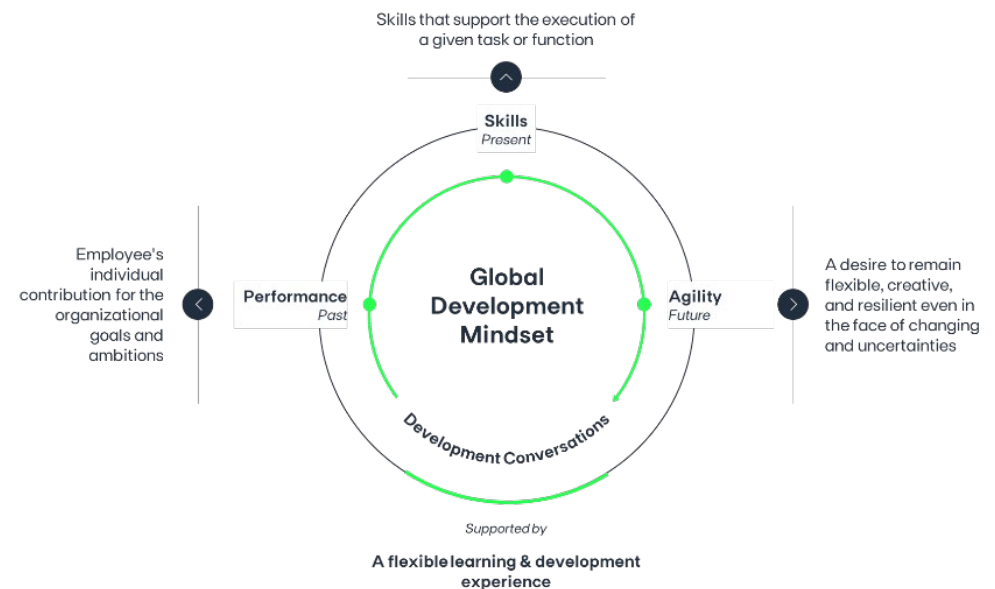 Skills that support the execution of
a given task or function
Skills
Present
Employee's
individual
contribution for the
organizational
goals and
ambitions
Performance
Past
Global
Development
Mindset
Agility
Future
A desire to remain
flexible, creative,
and resilient even in
the face of changing
and uncertainties
Development Conversations
Supported by
A flexible learning & development
experience